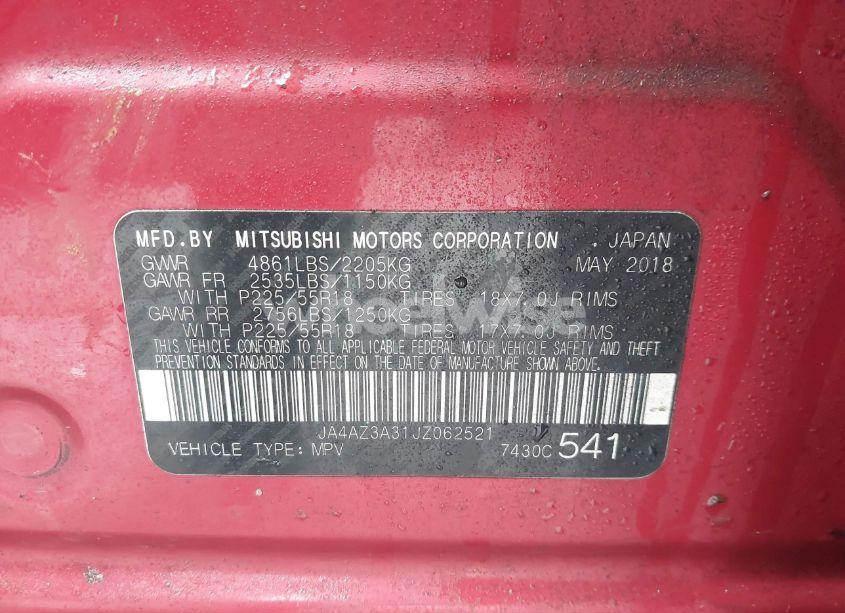 MFD.BY MITSUBISHI MOTORS CORPORATION . JAPAN
GVWR 4861LBS/2205KG MAY 2018
GAWR FR 2535LBS/1150KG
WITH P225/55R18 TIRES 18X7.0J RIMS
GAWR RR 2756LBS/1250KG
WITH P225/55R18 TIRES 17X7.0J RIMS
THIS VEHICLE CONFORMS TO ALL APPLICABLE FEDERAL MOTOR VEHICLE SAFETY AND THEFT
PREVENTION STANDARDS IN EFFECT ON THE DATE OF MANUFACTURE SHOWN ABOVE.
JA4AZ3A31JZ062521
VEHICLE TYPE: MPV 7430C 541